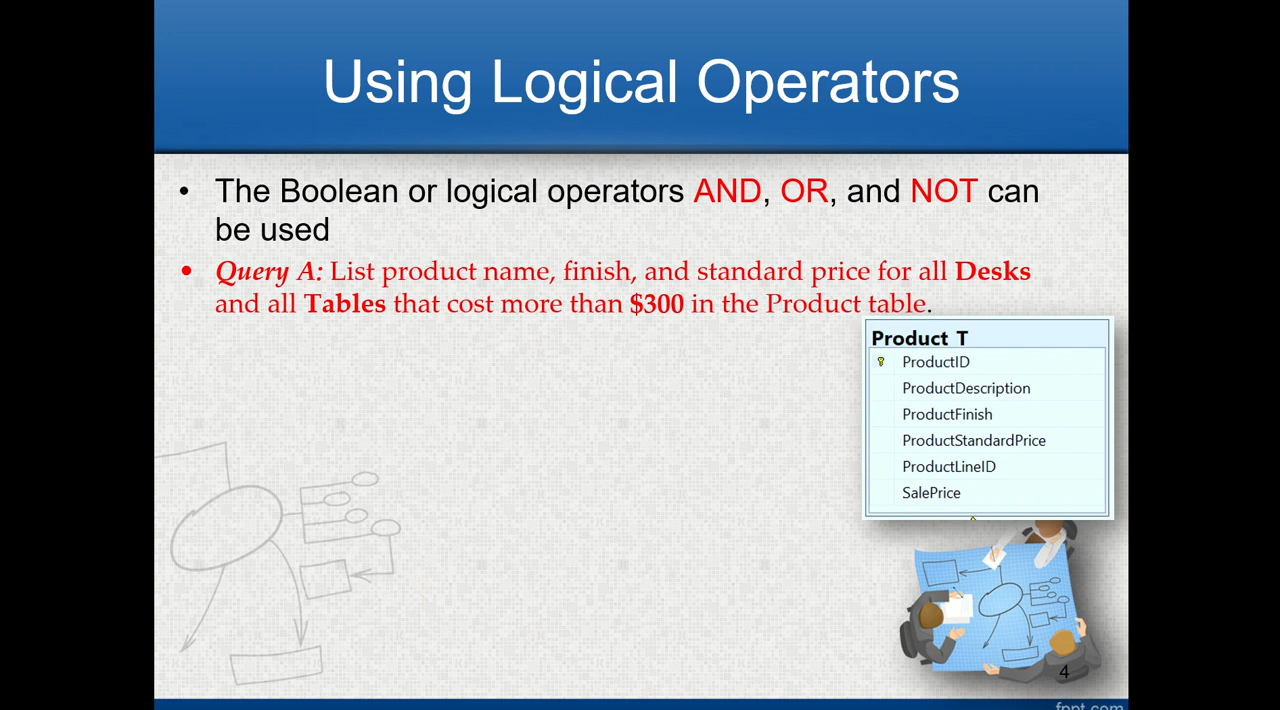 Using Logical Operators
• The Boolean or logical operators AND, OR, and NOT can
be used
• Query A: List product name, finish, and standard price for all Desks
and all Tables that cost more than $300 in the Product table.
Product T
ProductID
ProductDescription
ProductFinish
ProductStandardPrice
ProductLineID
SalePrice
4
fppt.com